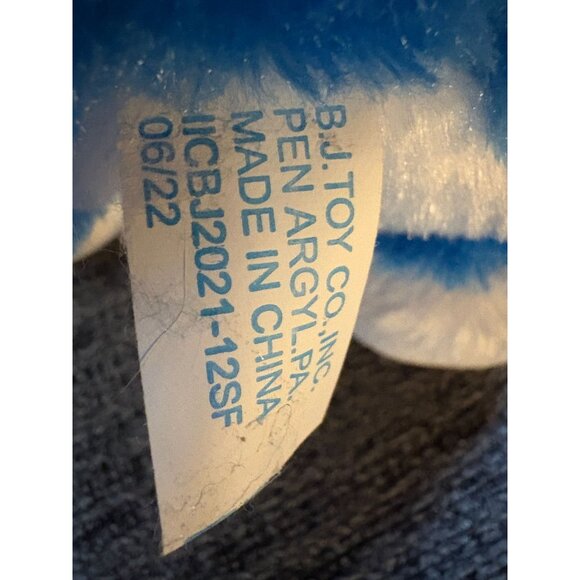 B.J.TOY CO.,INC.
PEN ARGYL.PA.
MADE IN CHINA
IICBJ2021-12SF
06/22